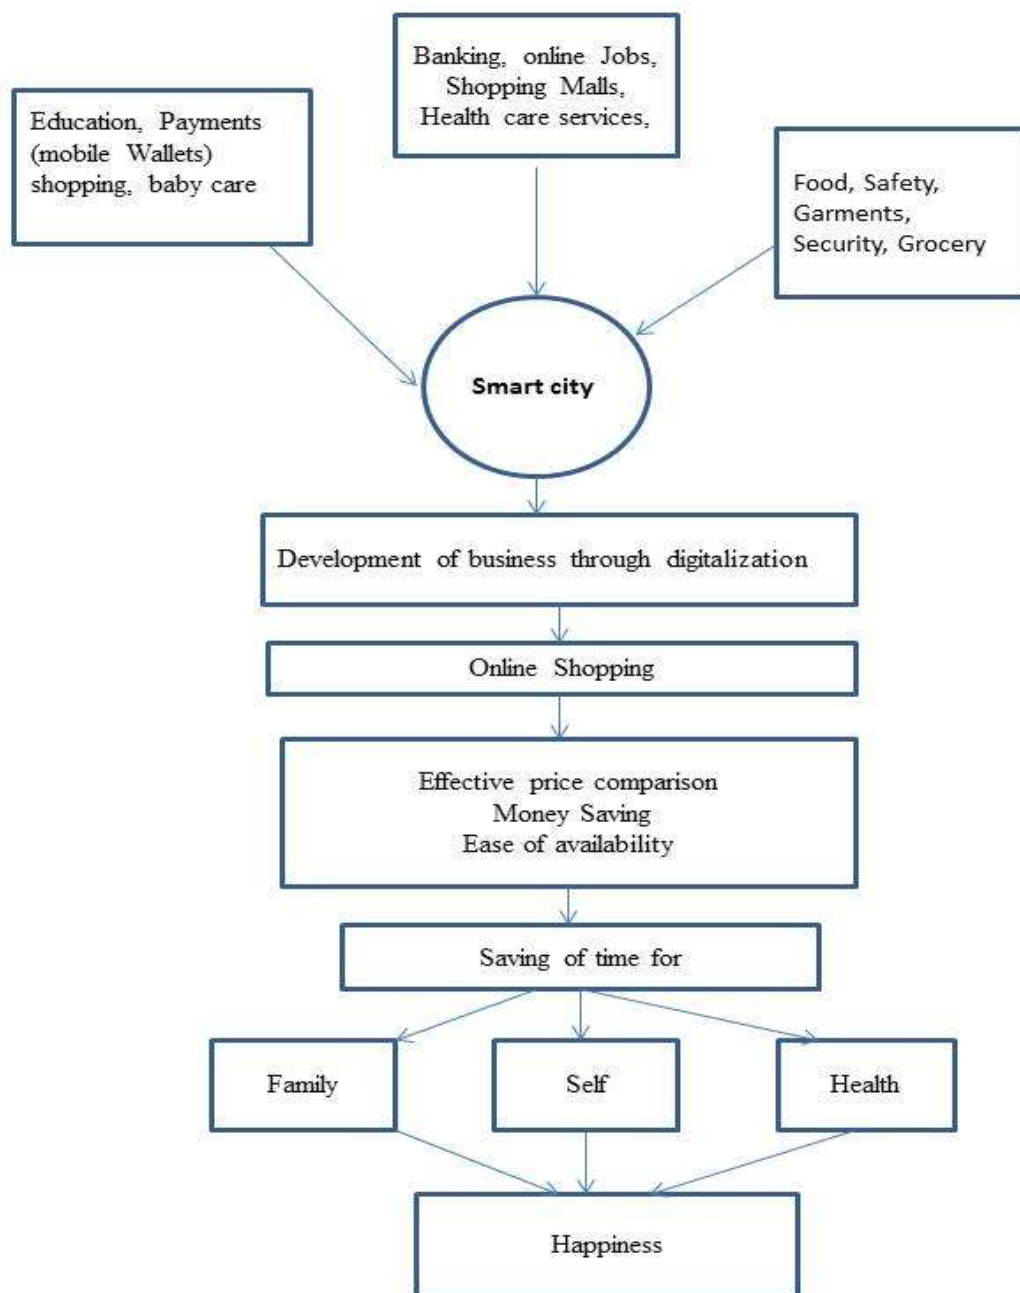 Banking, online Jobs,
Shopping Malls,
Health care services,
Education, Payments
(mobile Wallets)
shopping, baby care
Food, Safety,
Garments,
Security, Grocery
Smart city
Development of business through digitalization
Online Shopping
Effective price comparison
Money Saving
Ease of availability
Saving of time for
Family
Self
Health
Happiness